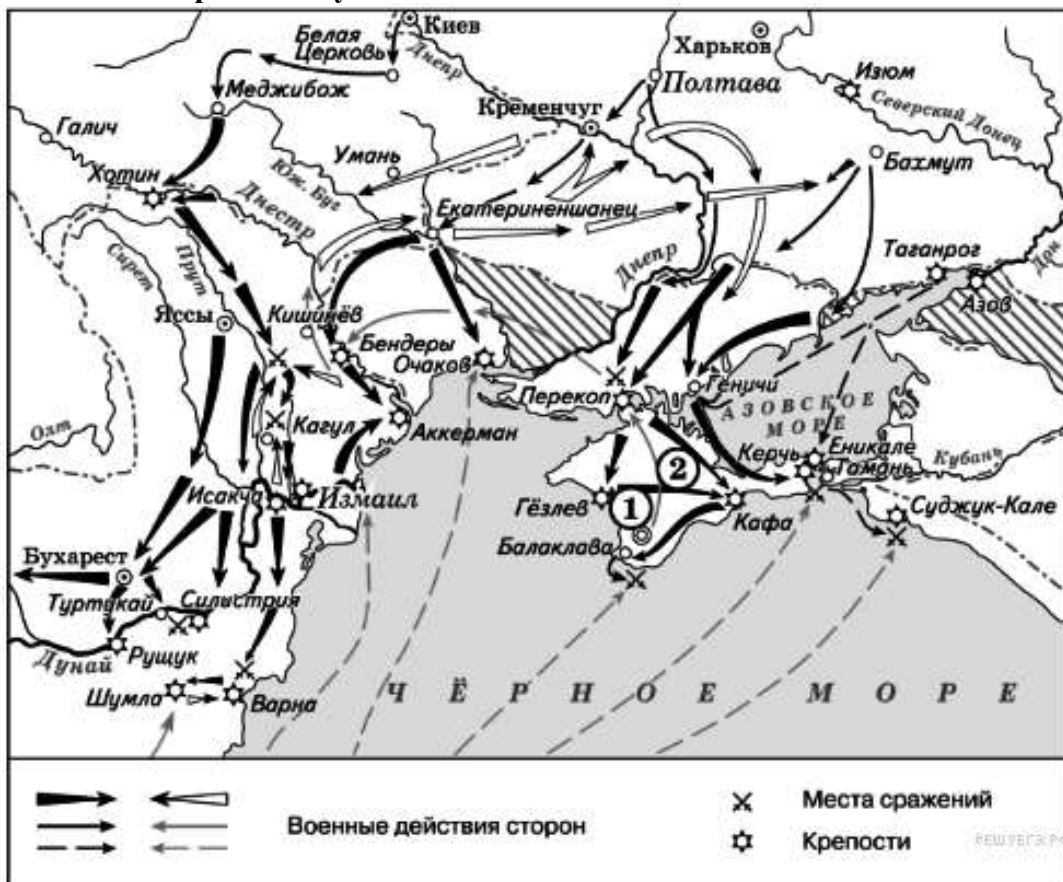 Киев
Белая
Церковь
Днепр
Харьков
Полтава
Изюм
Меджибож
Кременчуг
Северский Донец
Галич
Умань
Бахмут
Хотин
Юж. Буг
Днестр
Екатериненшанец
Днепр
Таганрог
Дон
Сирет
Прут
Азов
Яссы
Кишинёв
Бендеры
Очаков
Геничи
Перекоп
АЗОВСКОЕ
МОРЕ
Олт
Кагул
Аккерман
Керчь
Еникале
Тамань
Кубань
2
Исакча
Измаил
Гёзлев
1
Кафа
Суджук-Кале
Балаклава
Бухарест
Туртукай
Силистрия
Дунай
Рущук
Шумла
Варна
ЧЁРНОЕ МОРЕ
Военные действия сторон
Места сражений
Крепости
РЕШУЕГЭ.РФ